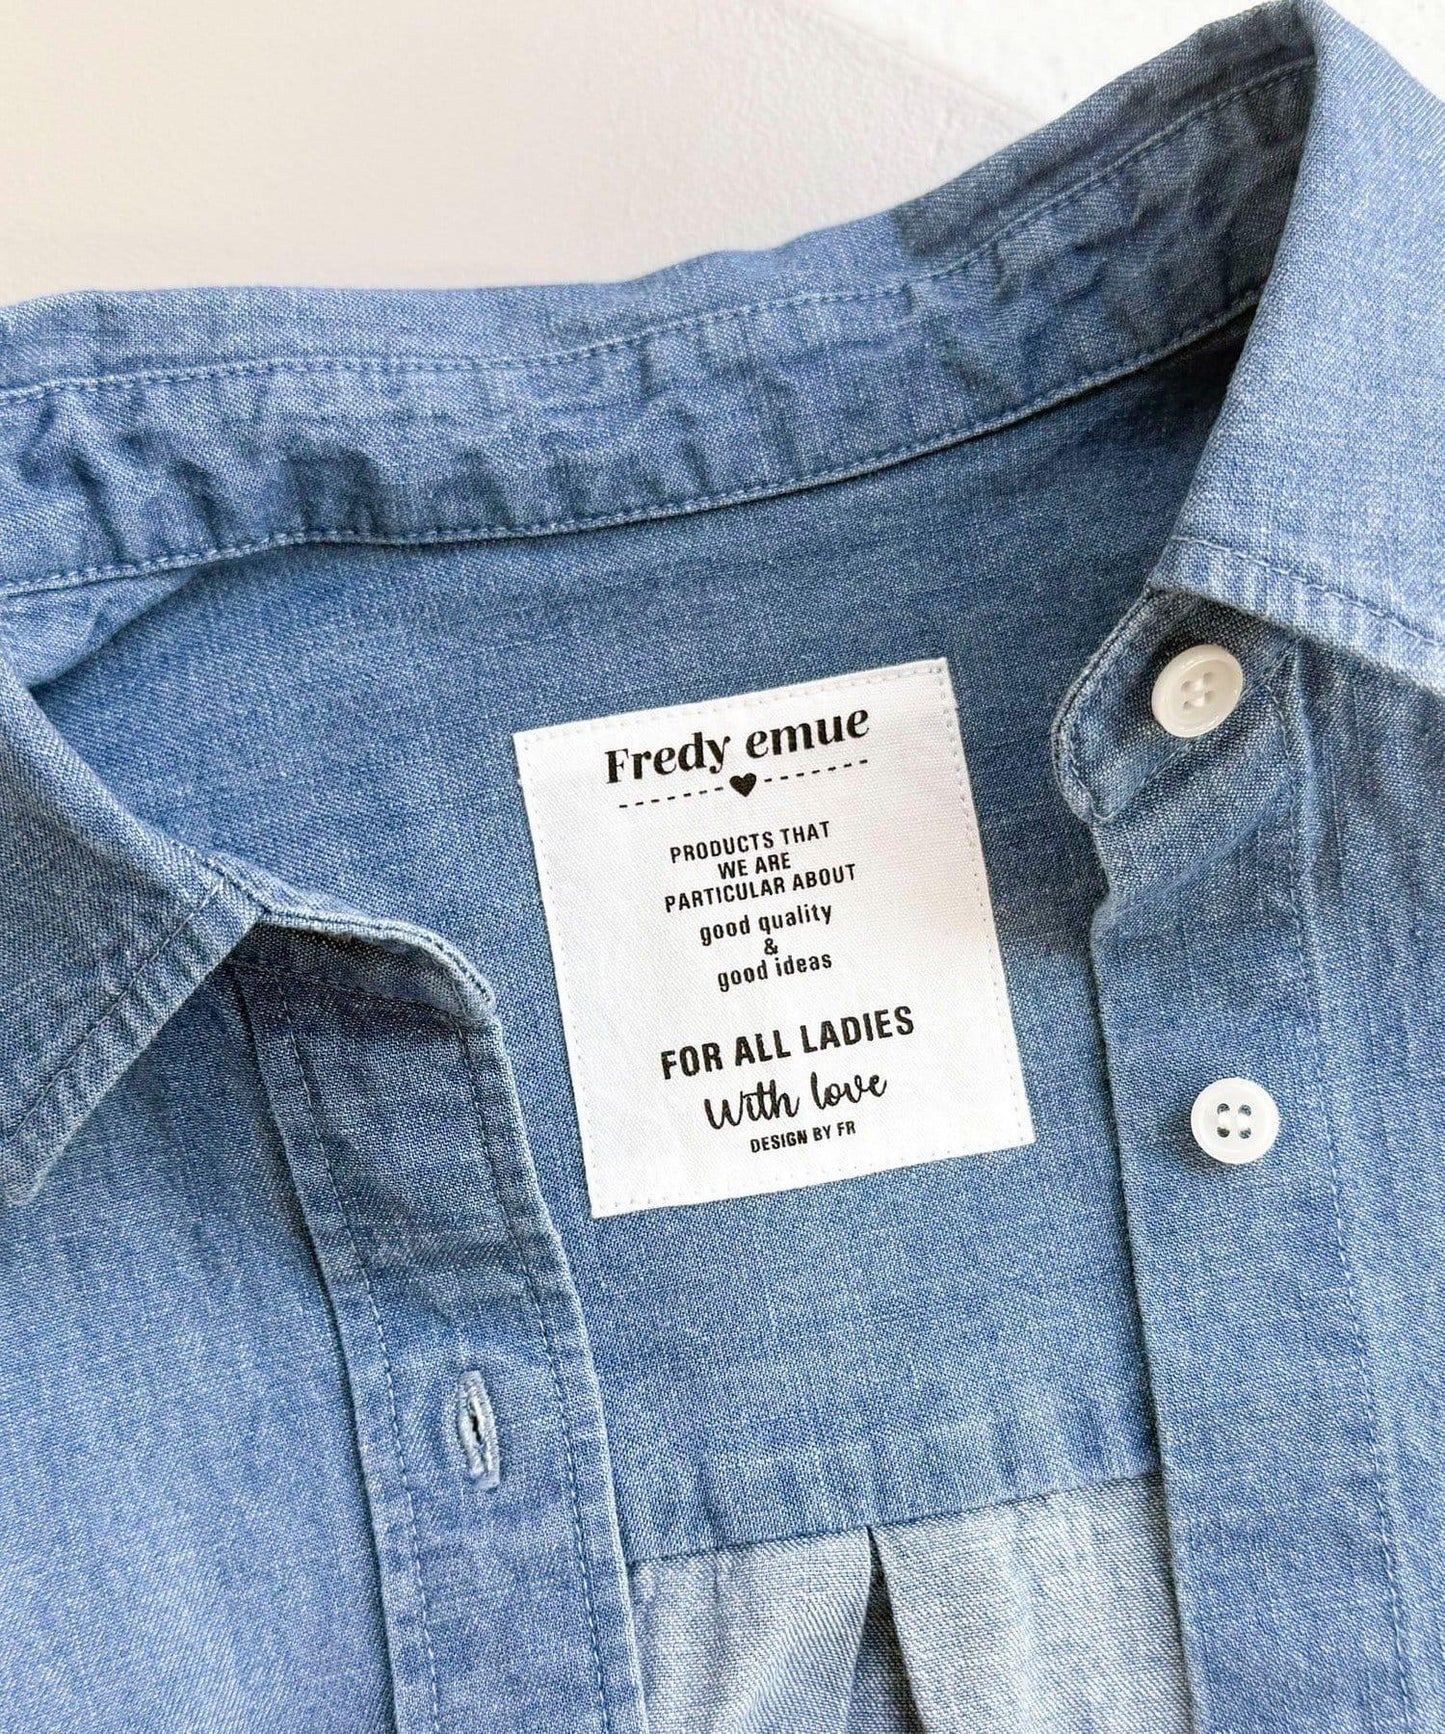 Fredy emue
PRODUCTS THAT
WE ARE
PARTICULAR ABOUT
good quality
&
good ideas
FOR ALL LADIES
With love
DESIGN BY FR